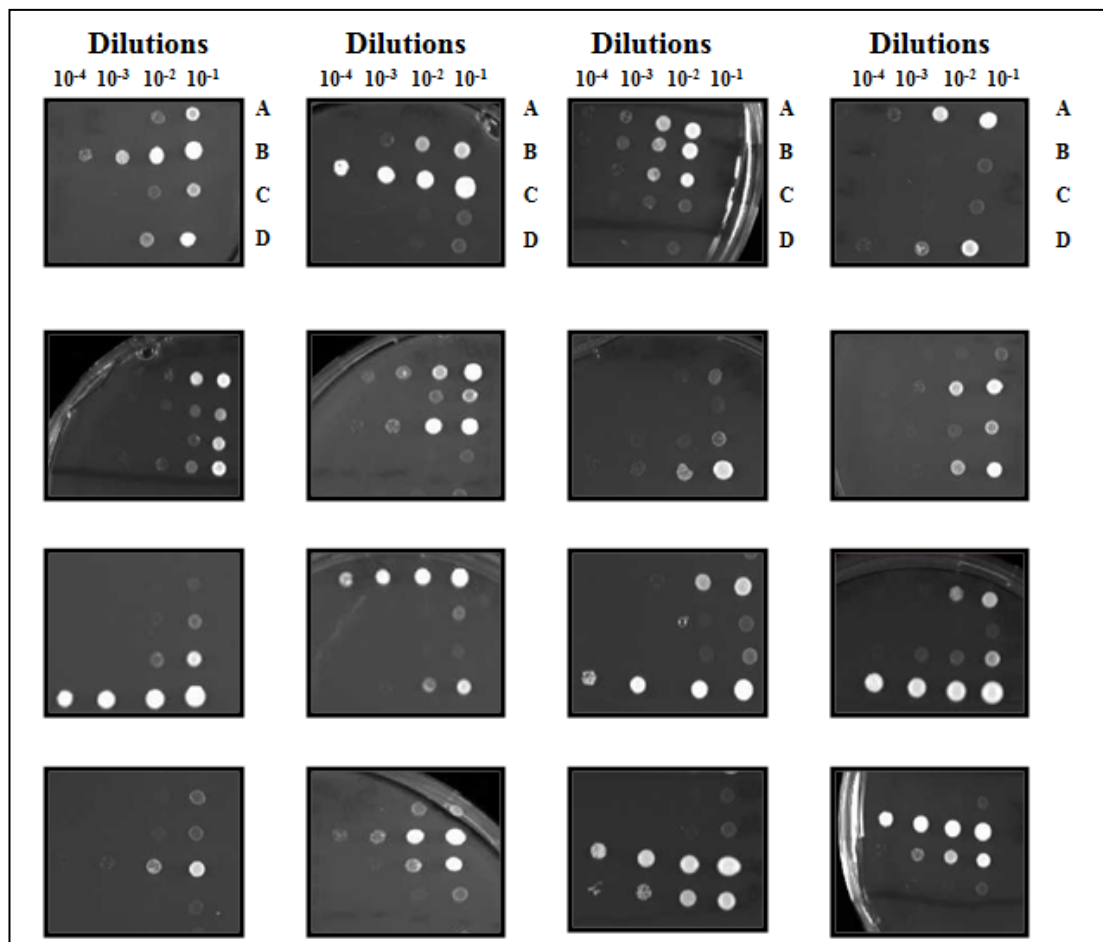 Dilutions Dilutions Dilutions Dilutions
10⁻⁴ 10⁻³ 10⁻² 10⁻¹ 10⁻⁴ 10⁻³ 10⁻² 10⁻¹ 10⁻⁴ 10⁻³ 10⁻² 10⁻¹ 10⁻⁴ 10⁻³ 10⁻² 10⁻¹
A A A A
B B B B
C C C C
D D D D